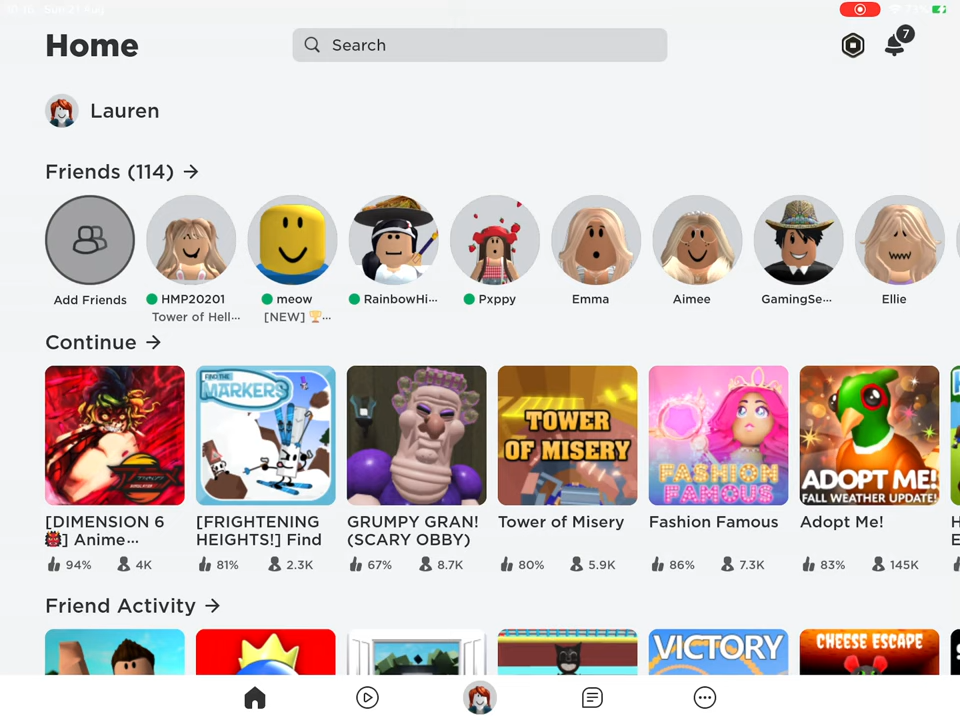 Home
Search
7
Lauren
Friends (114) →
Add Friends
HMP20201
Tower of Hell...
meow
[NEW] 🏆...
RainbowHi...
Pxppy
Emma
Aimee
GamingSe...
Ellie
Continue →
FIND THE
MARKERS
TOWER
OF MISERY
FASHION
FAMOUS
ADOPT ME!
FALL WEATHER UPDATE!
[DIMENSION 6
👹] Anime...
94% 4K
[FRIGHTENING
HEIGHTS!] Find
81% 2.3K
GRUMPY GRAN!
(SCARY OBBY)
67% 8.7K
Tower of Misery
80% 5.9K
Fashion Famous
86% 7.3K
Adopt Me!
83% 145K
Friend Activity →
VICTORY
CHEESE ESCAPE